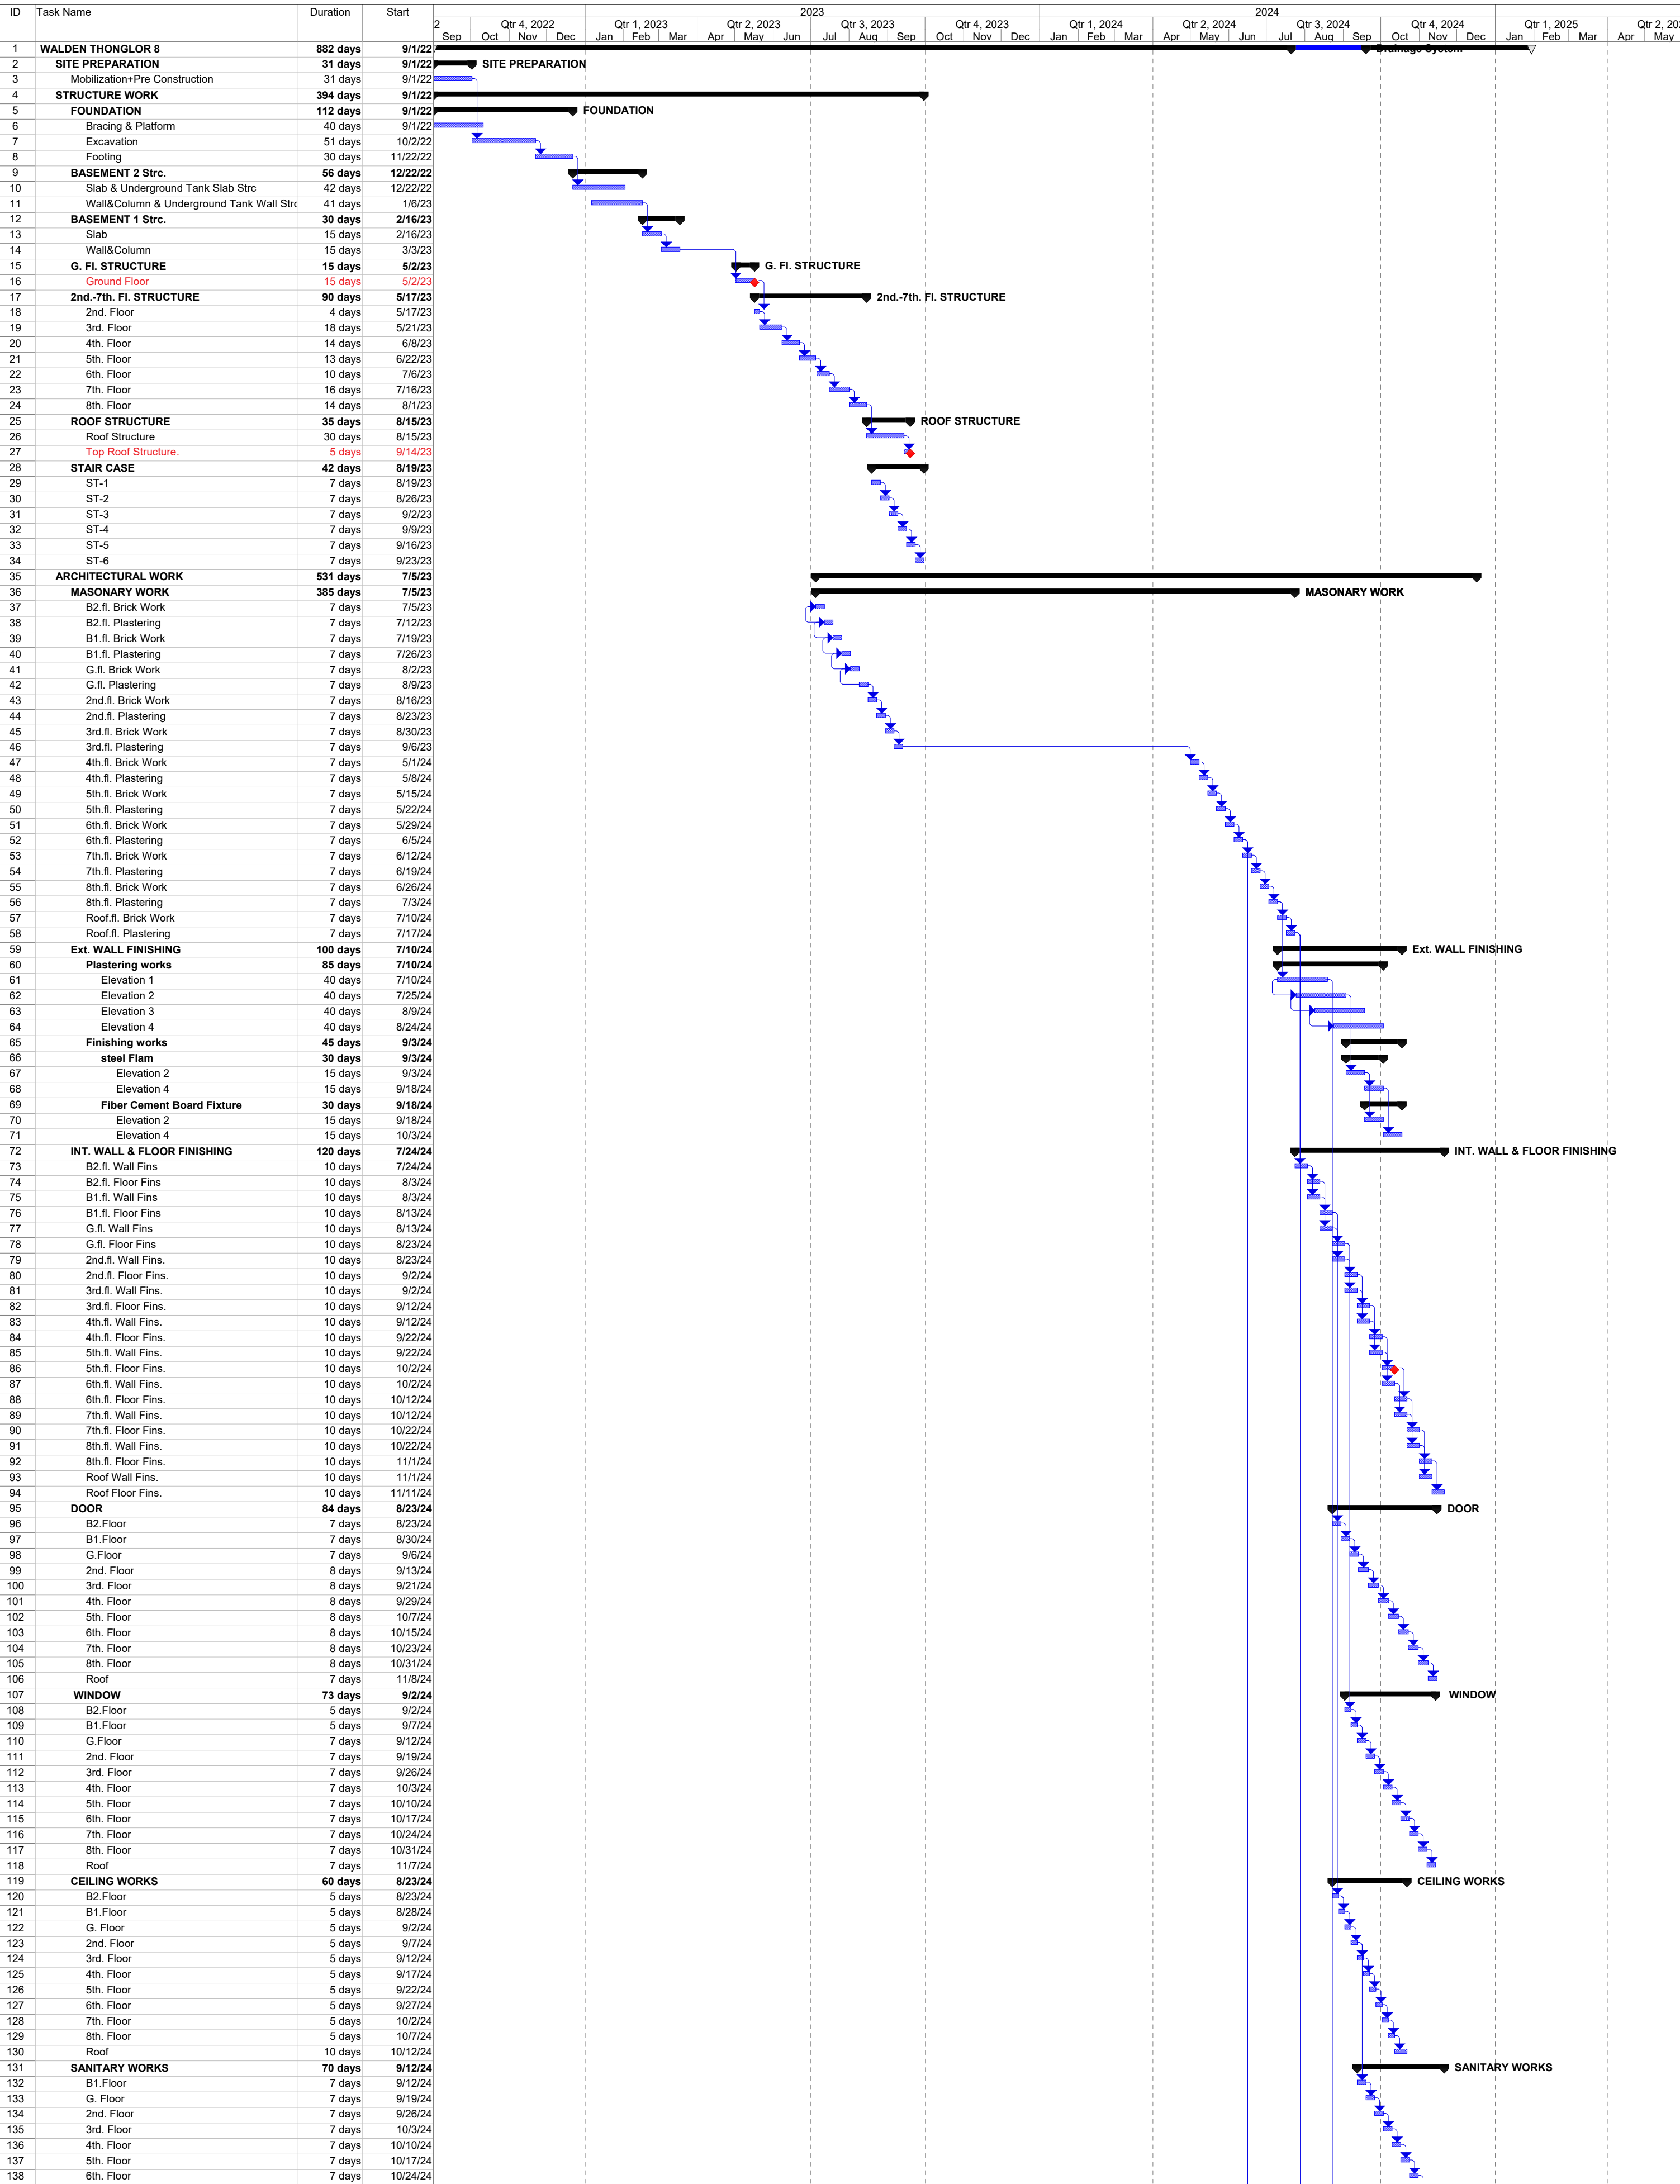 ID Task Name Duration Start 2023 2024
2 Qtr 4, 2022 Qtr 1, 2023 Qtr 2, 2023 Qtr 3, 2023 Qtr 4, 2023 Qtr 1, 2024 Qtr 2, 2024 Qtr 3, 2024 Qtr 4, 2024 Qtr 1, 2025 Qtr 2, 202
Sep Oct Nov Dec Jan Feb Mar Apr May Jun Jul Aug Sep Oct Nov Dec Jan Feb Mar Apr May Jun Jul Aug Sep Oct Nov Dec Jan Feb Mar Apr May
1 WALDEN THONGLOR 8 882 days 9/1/22 Drainage System
2 SITE PREPARATION 31 days 9/1/22 SITE PREPARATION
3 Mobilization+Pre Construction 31 days 9/1/22
4 STRUCTURE WORK 394 days 9/1/22
5 FOUNDATION 112 days 9/1/22 FOUNDATION
6 Bracing & Platform 40 days 9/1/22
7 Excavation 51 days 10/2/22
8 Footing 30 days 11/22/22
9 BASEMENT 2 Strc. 56 days 12/22/22
10 Slab & Underground Tank Slab Strc 42 days 12/22/22
11 Wall&Column & Underground Tank Wall Strc 41 days 1/6/23
12 BASEMENT 1 Strc. 30 days 2/16/23
13 Slab 15 days 2/16/23
14 Wall&Column 15 days 3/3/23
15 G. Fl. STRUCTURE 15 days 5/2/23 G. Fl. STRUCTURE
16 Ground Floor 15 days 5/2/23
17 2nd.-7th. Fl. STRUCTURE 90 days 5/17/23 2nd.-7th. Fl. STRUCTURE
18 2nd. Floor 4 days 5/17/23
19 3rd. Floor 18 days 5/21/23
20 4th. Floor 14 days 6/8/23
21 5th. Floor 13 days 6/22/23
22 6th. Floor 10 days 7/6/23
23 7th. Floor 16 days 7/16/23
24 8th. Floor 14 days 8/1/23
25 ROOF STRUCTURE 35 days 8/15/23 ROOF STRUCTURE
26 Roof Structure 30 days 8/15/23
27 Top Roof Structure. 5 days 9/14/23
28 STAIR CASE 42 days 8/19/23
29 ST-1 7 days 8/19/23
30 ST-2 7 days 8/26/23
31 ST-3 7 days 9/2/23
32 ST-4 7 days 9/9/23
33 ST-5 7 days 9/16/23
34 ST-6 7 days 9/23/23
35 ARCHITECTURAL WORK 531 days 7/5/23
36 MASONARY WORK 385 days 7/5/23 MASONARY WORK
37 B2.fl. Brick Work 7 days 7/5/23
38 B2.fl. Plastering 7 days 7/12/23
39 B1.fl. Brick Work 7 days 7/19/23
40 B1.fl. Plastering 7 days 7/26/23
41 G.fl. Brick Work 7 days 8/2/23
42 G.fl. Plastering 7 days 8/9/23
43 2nd.fl. Brick Work 7 days 8/16/23
44 2nd.fl. Plastering 7 days 8/23/23
45 3rd.fl. Brick Work 7 days 8/30/23
46 3rd.fl. Plastering 7 days 9/6/23
47 4th.fl. Brick Work 7 days 5/1/24
48 4th.fl. Plastering 7 days 5/8/24
49 5th.fl. Brick Work 7 days 5/15/24
50 5th.fl. Plastering 7 days 5/22/24
51 6th.fl. Brick Work 7 days 5/29/24
52 6th.fl. Plastering 7 days 6/5/24
53 7th.fl. Brick Work 7 days 6/12/24
54 7th.fl. Plastering 7 days 6/19/24
55 8th.fl. Brick Work 7 days 6/26/24
56 8th.fl. Plastering 7 days 7/3/24
57 Roof.fl. Brick Work 7 days 7/10/24
58 Roof.fl. Plastering 7 days 7/17/24
59 Ext. WALL FINISHING 100 days 7/10/24 Ext. WALL FINISHING
60 Plastering works 85 days 7/10/24
61 Elevation 1 40 days 7/10/24
62 Elevation 2 40 days 7/25/24
63 Elevation 3 40 days 8/9/24
64 Elevation 4 40 days 8/24/24
65 Finishing works 45 days 9/3/24
66 steel Flam 30 days 9/3/24
67 Elevation 2 15 days 9/3/24
68 Elevation 4 15 days 9/18/24
69 Fiber Cement Board Fixture 30 days 9/18/24
70 Elevation 2 15 days 9/18/24
71 Elevation 4 15 days 10/3/24
72 INT. WALL & FLOOR FINISHING 120 days 7/24/24 INT. WALL & FLOOR FINISHING
73 B2.fl. Wall Fins 10 days 7/24/24
74 B2.fl. Floor Fins 10 days 8/3/24
75 B1.fl. Wall Fins 10 days 8/3/24
76 B1.fl. Floor Fins 10 days 8/13/24
77 G.fl. Wall Fins 10 days 8/13/24
78 G.fl. Floor Fins 10 days 8/23/24
79 2nd.fl. Wall Fins. 10 days 8/23/24
80 2nd.fl. Floor Fins. 10 days 9/2/24
81 3rd.fl. Wall Fins. 10 days 9/2/24
82 3rd.fl. Floor Fins. 10 days 9/12/24
83 4th.fl. Wall Fins. 10 days 9/12/24
84 4th.fl. Floor Fins. 10 days 9/22/24
85 5th.fl. Wall Fins. 10 days 9/22/24
86 5th.fl. Floor Fins. 10 days 10/2/24
87 6th.fl. Wall Fins. 10 days 10/2/24
88 6th.fl. Floor Fins. 10 days 10/12/24
89 7th.fl. Wall Fins. 10 days 10/12/24
90 7th.fl. Floor Fins. 10 days 10/22/24
91 8th.fl. Wall Fins. 10 days 10/22/24
92 8th.fl. Floor Fins. 10 days 11/1/24
93 Roof Wall Fins. 10 days 11/1/24
94 Roof Floor Fins. 10 days 11/11/24
95 DOOR 84 days 8/23/24 DOOR
96 B2.Floor 7 days 8/23/24
97 B1.Floor 7 days 8/30/24
98 G.Floor 7 days 9/6/24
99 2nd. Floor 8 days 9/13/24
100 3rd. Floor 8 days 9/21/24
101 4th. Floor 8 days 9/29/24
102 5th. Floor 8 days 10/7/24
103 6th. Floor 8 days 10/15/24
104 7th. Floor 8 days 10/23/24
105 8th. Floor 8 days 10/31/24
106 Roof 7 days 11/8/24
107 WINDOW 73 days 9/2/24 WINDOW
108 B2.Floor 5 days 9/2/24
109 B1.Floor 5 days 9/7/24
110 G.Floor 7 days 9/12/24
111 2nd. Floor 7 days 9/19/24
112 3rd. Floor 7 days 9/26/24
113 4th. Floor 7 days 10/3/24
114 5th. Floor 7 days 10/10/24
115 6th. Floor 7 days 10/17/24
116 7th. Floor 7 days 10/24/24
117 8th. Floor 7 days 10/31/24
118 Roof 7 days 11/7/24
119 CEILING WORKS 60 days 8/23/24 CEILING WORKS
120 B2.Floor 5 days 8/23/24
121 B1.Floor 5 days 8/28/24
122 G. Floor 5 days 9/2/24
123 2nd. Floor 5 days 9/7/24
124 3rd. Floor 5 days 9/12/24
125 4th. Floor 5 days 9/17/24
126 5th. Floor 5 days 9/22/24
127 6th. Floor 5 days 9/27/24
128 7th. Floor 5 days 10/2/24
129 8th. Floor 5 days 10/7/24
130 Roof 10 days 10/12/24
131 SANITARY WORKS 70 days 9/12/24 SANITARY WORKS
132 B1.Floor 7 days 9/12/24
133 G. Floor 7 days 9/19/24
134 2nd. Floor 7 days 9/26/24
135 3rd. Floor 7 days 10/3/24
136 4th. Floor 7 days 10/10/24
137 5th. Floor 7 days 10/17/24
138 6th. Floor 7 days 10/24/24